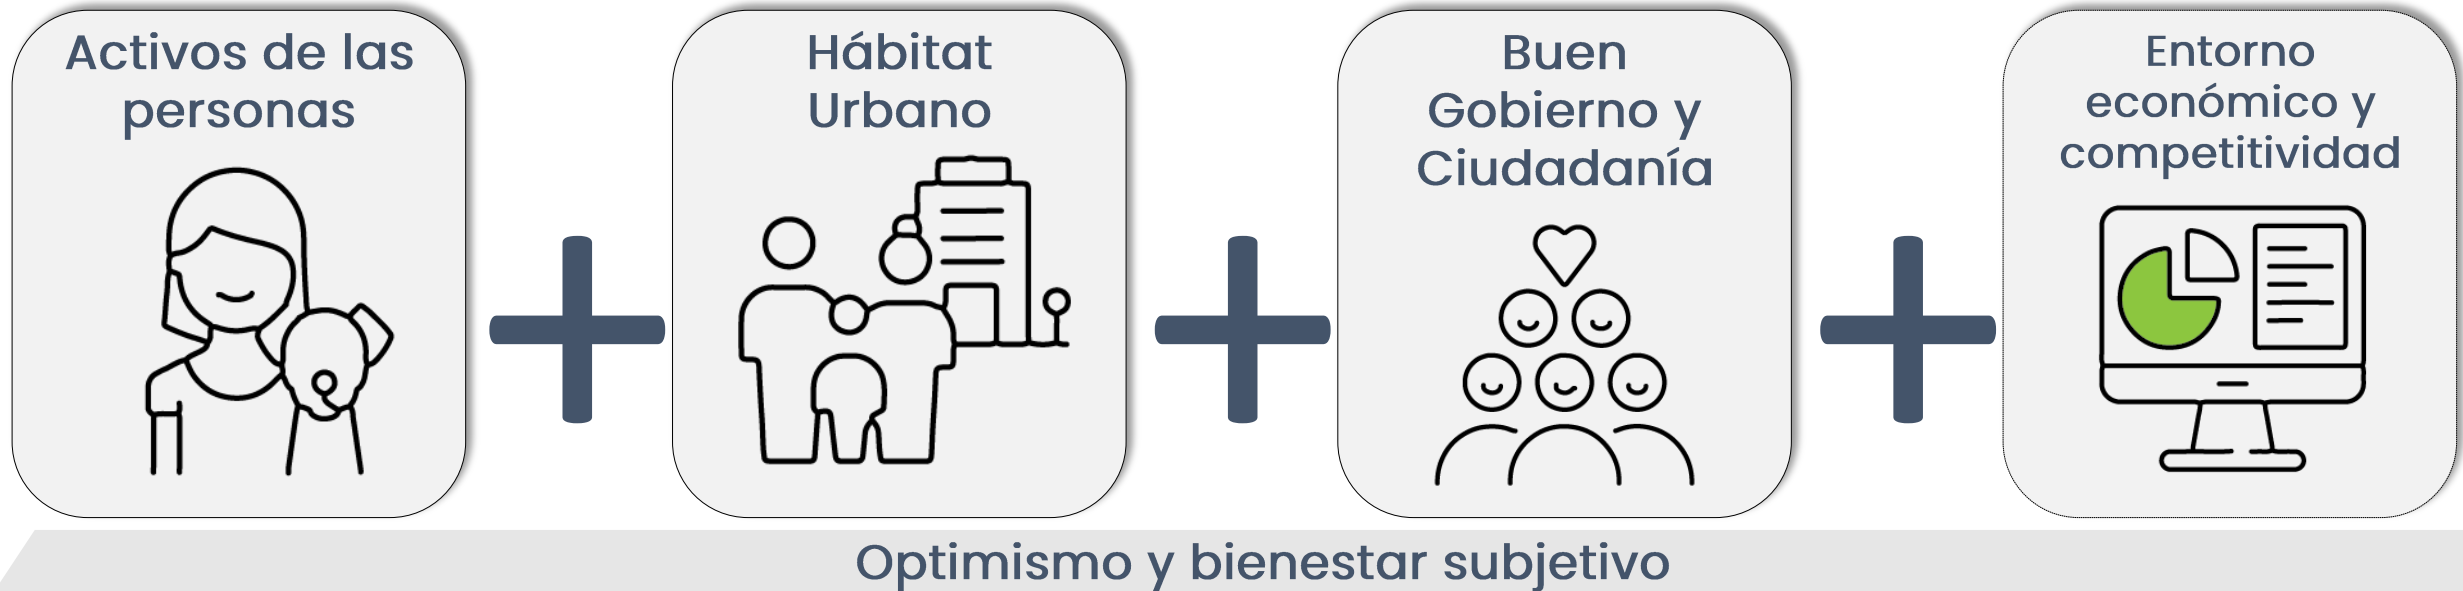 Activos de las
personas
Hábitat
Urbano
Buen
Gobierno y
Ciudadanía
Entorno
económico y
competitividad
Optimismo y bienestar subjetivo